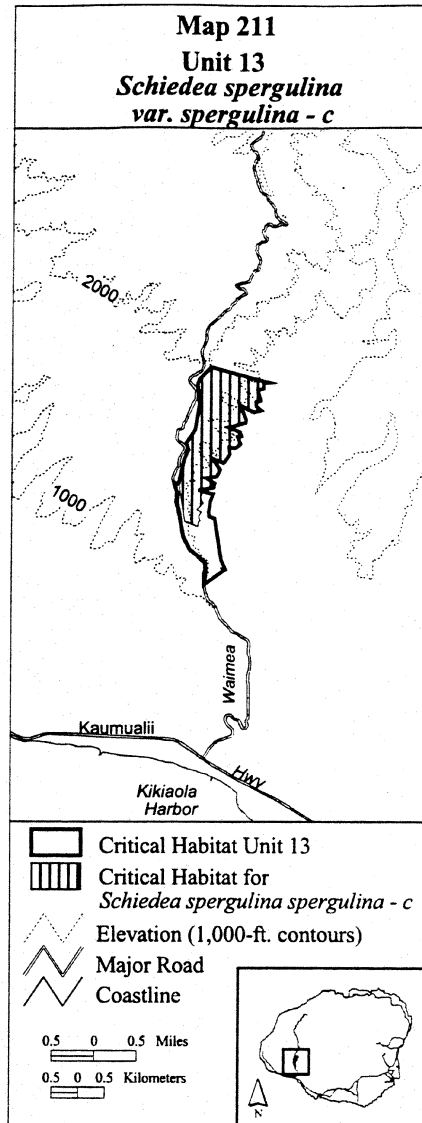 Map 211
Unit 13
Schiedea spergulina
var. spergulina - c
2000
1000
Waimea
Kaumualii
Hwy
Kikiaola
Harbor
Critical Habitat Unit 13
Critical Habitat for
Schiedea spergulina spergulina - c
Elevation (1,000-ft. contours)
Major Road
Coastline
0.5 0 0.5 Miles
0.5 0 0.5 Kilometers
N